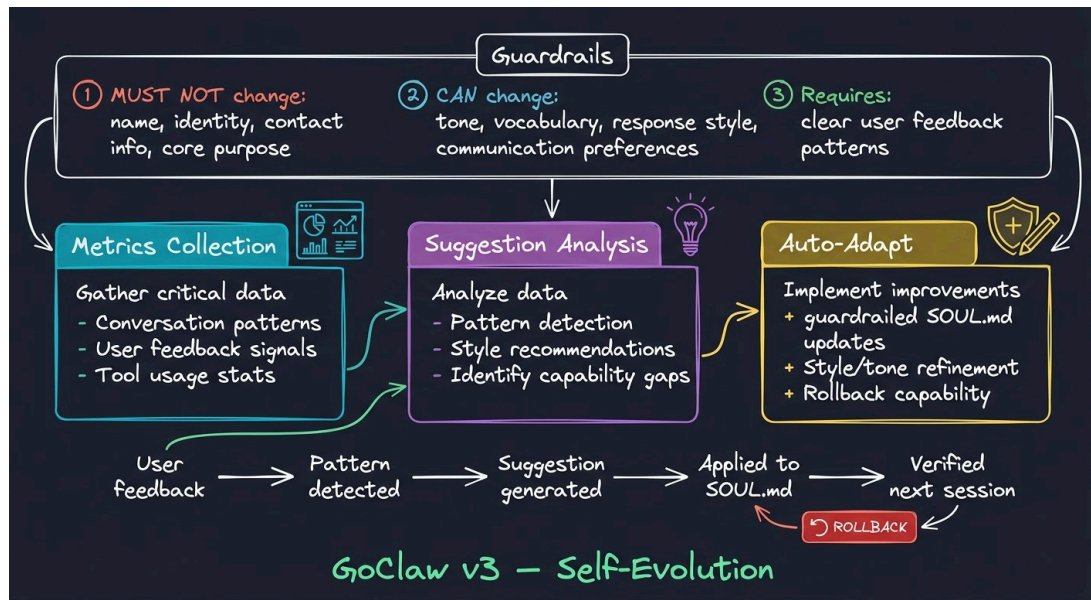 Guardrails
1 MUST NOT change:
name, identity, contact
info, core purpose
2 CAN change:
tone, vocabulary, response style,
communication preferences
3 Requires:
clear user feedback
patterns
Metrics Collection
Gather critical data
- Conversation patterns
- User feedback signals
- Tool usage stats
Suggestion Analysis
Analyze data
- Pattern detection
- Style recommendations
- Identify capability gaps
Auto-Adapt
Implement improvements
+ guardrailed SOUL.md
updates
+ Style/tone refinement
+ Rollback capability
User
feedback
Pattern
detected
Suggestion
generated
Applied to
SOUL.md
Verified
next session
ROLLBACK
GoClaw v3 — Self-Evolution